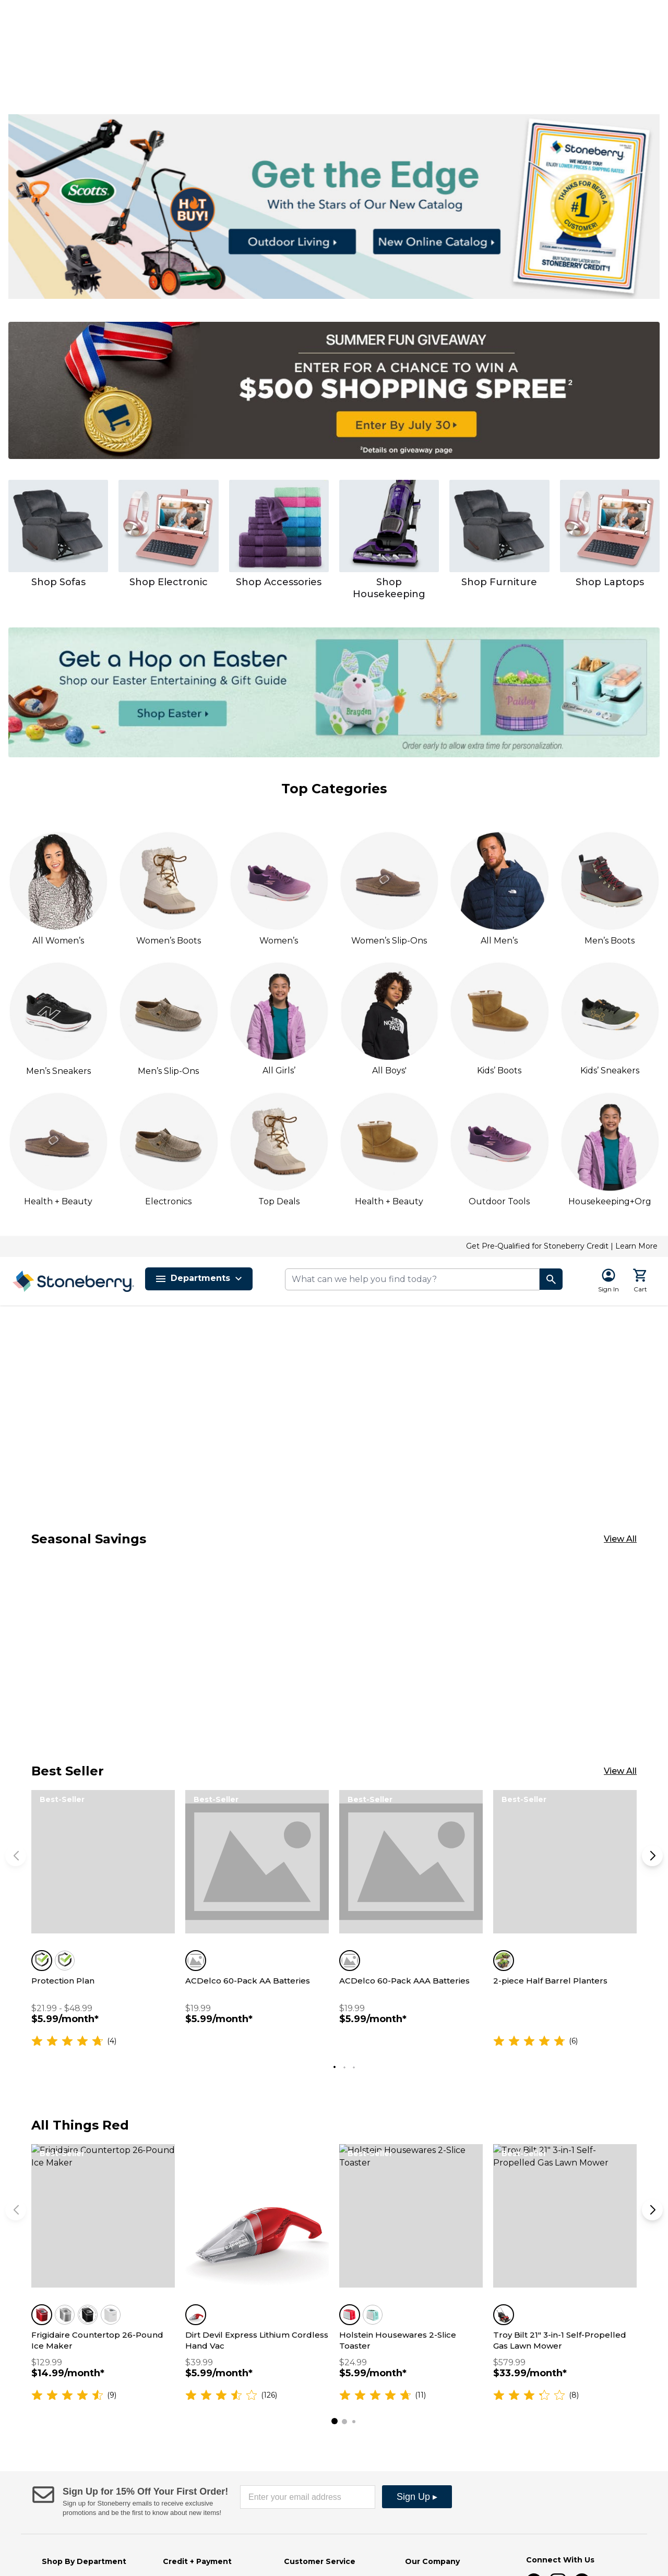 Scotts
HOT BUY!
Get the Edge
With the Stars of Our New Catalog
Outdoor Living
New Online Catalog
Stoneberry
WE HEARD YOU!
ENJOY LOWER PRICES & SHIPPING RATES!
THANKS FOR BEING A
#1
CUSTOMER!
BUY NOW, PAY LATER WITH
STONEBERRY CREDIT*!
SUMMER FUN GIVEAWAY
ENTER FOR A CHANCE TO WIN A
$500 SHOPPING SPREE²
Enter By July 30
²Details on giveaway page
Shop Sofas
Shop Electronic
Shop Accessories
Shop Housekeeping
Shop Furniture
Shop Laptops
Get a Hop on Easter
Shop our Easter Entertaining & Gift Guide
Shop Easter
Brayden
Paisley
Order early to allow extra time for personalization.
Top Categories
All Women's
Women's Boots
Women's
Women's Slip-Ons
All Men's
Men's Boots
Men's Sneakers
Men's Slip-Ons
All Girls'
All Boys'
Kids' Boots
Kids' Sneakers
Health + Beauty
Electronics
Top Deals
Health + Beauty
Outdoor Tools
Housekeeping+Org
Get Pre-Qualified for Stoneberry Credit | Learn More
Stoneberry
Departments
What can we help you find today?
Sign In
Cart
Seasonal Savings
View All
Best Seller
View All
Best-Seller
Best-Seller
Best-Seller
Best-Seller
Protection Plan
$21.99 - $48.99
$5.99/month*
(4)
ACDelco 60-Pack AA Batteries
$19.99
$5.99/month*
ACDelco 60-Pack AAA Batteries
$19.99
$5.99/month*
2-piece Half Barrel Planters
(6)
All Things Red
Frigidaire Countertop 26-Pound Ice Maker
Holstein Housewares 2-Slice Toaster
Troy Bilt 21" 3-in-1 Self-Propelled Gas Lawn Mower
Frigidaire Countertop 26-Pound Ice Maker
$129.99
$14.99/month*
(9)
Dirt Devil Express Lithium Cordless Hand Vac
$39.99
$5.99/month*
(126)
Holstein Housewares 2-Slice Toaster
$24.99
$5.99/month*
(11)
Troy Bilt 21" 3-in-1 Self-Propelled Gas Lawn Mower
$579.99
$33.99/month*
(8)
Sign Up for 15% Off Your First Order!
Sign up for Stoneberry emails to receive exclusive
promotions and be the first to know about new items!
Enter your email address
Sign Up ▸
Shop By Department
Credit + Payment
Customer Service
Our Company
Connect With Us